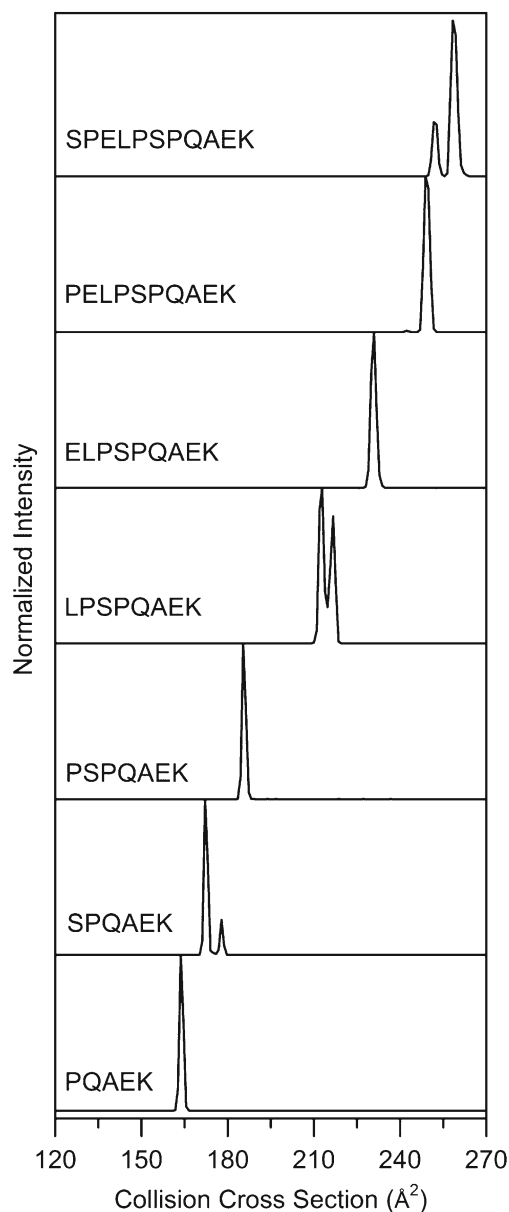 SPELPSPQAEK
PELPSPQAEK
ELPSPQAEK
LPSPQAEK
PSPQAEK
SPQAEK
PQAEK
Normalized Intensity
120 150 180 210 240 270
Collision Cross Section (Å²)